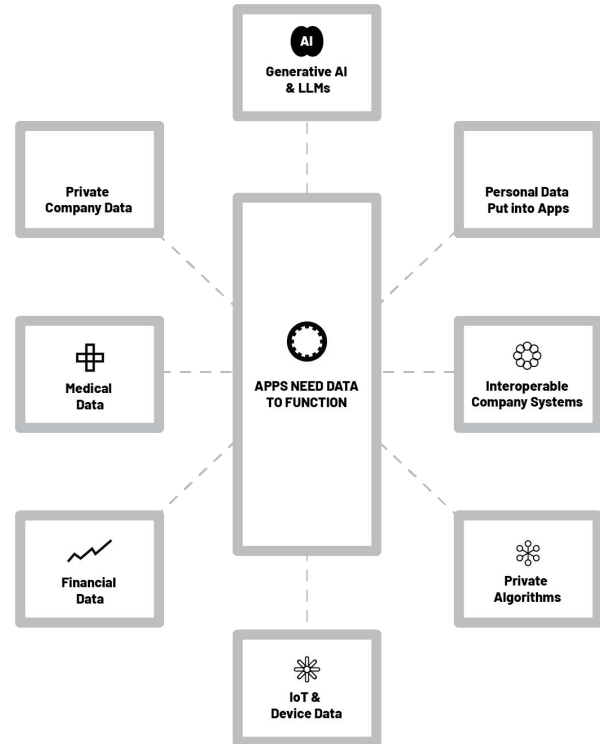 AI
Generative AI
& LLMs
Private
Company Data
Personal Data
Put into Apps
APPS NEED DATA
TO FUNCTION
Medical
Data
Interoperable
Company Systems
Financial
Data
Private
Algorithms
IoT &
Device Data